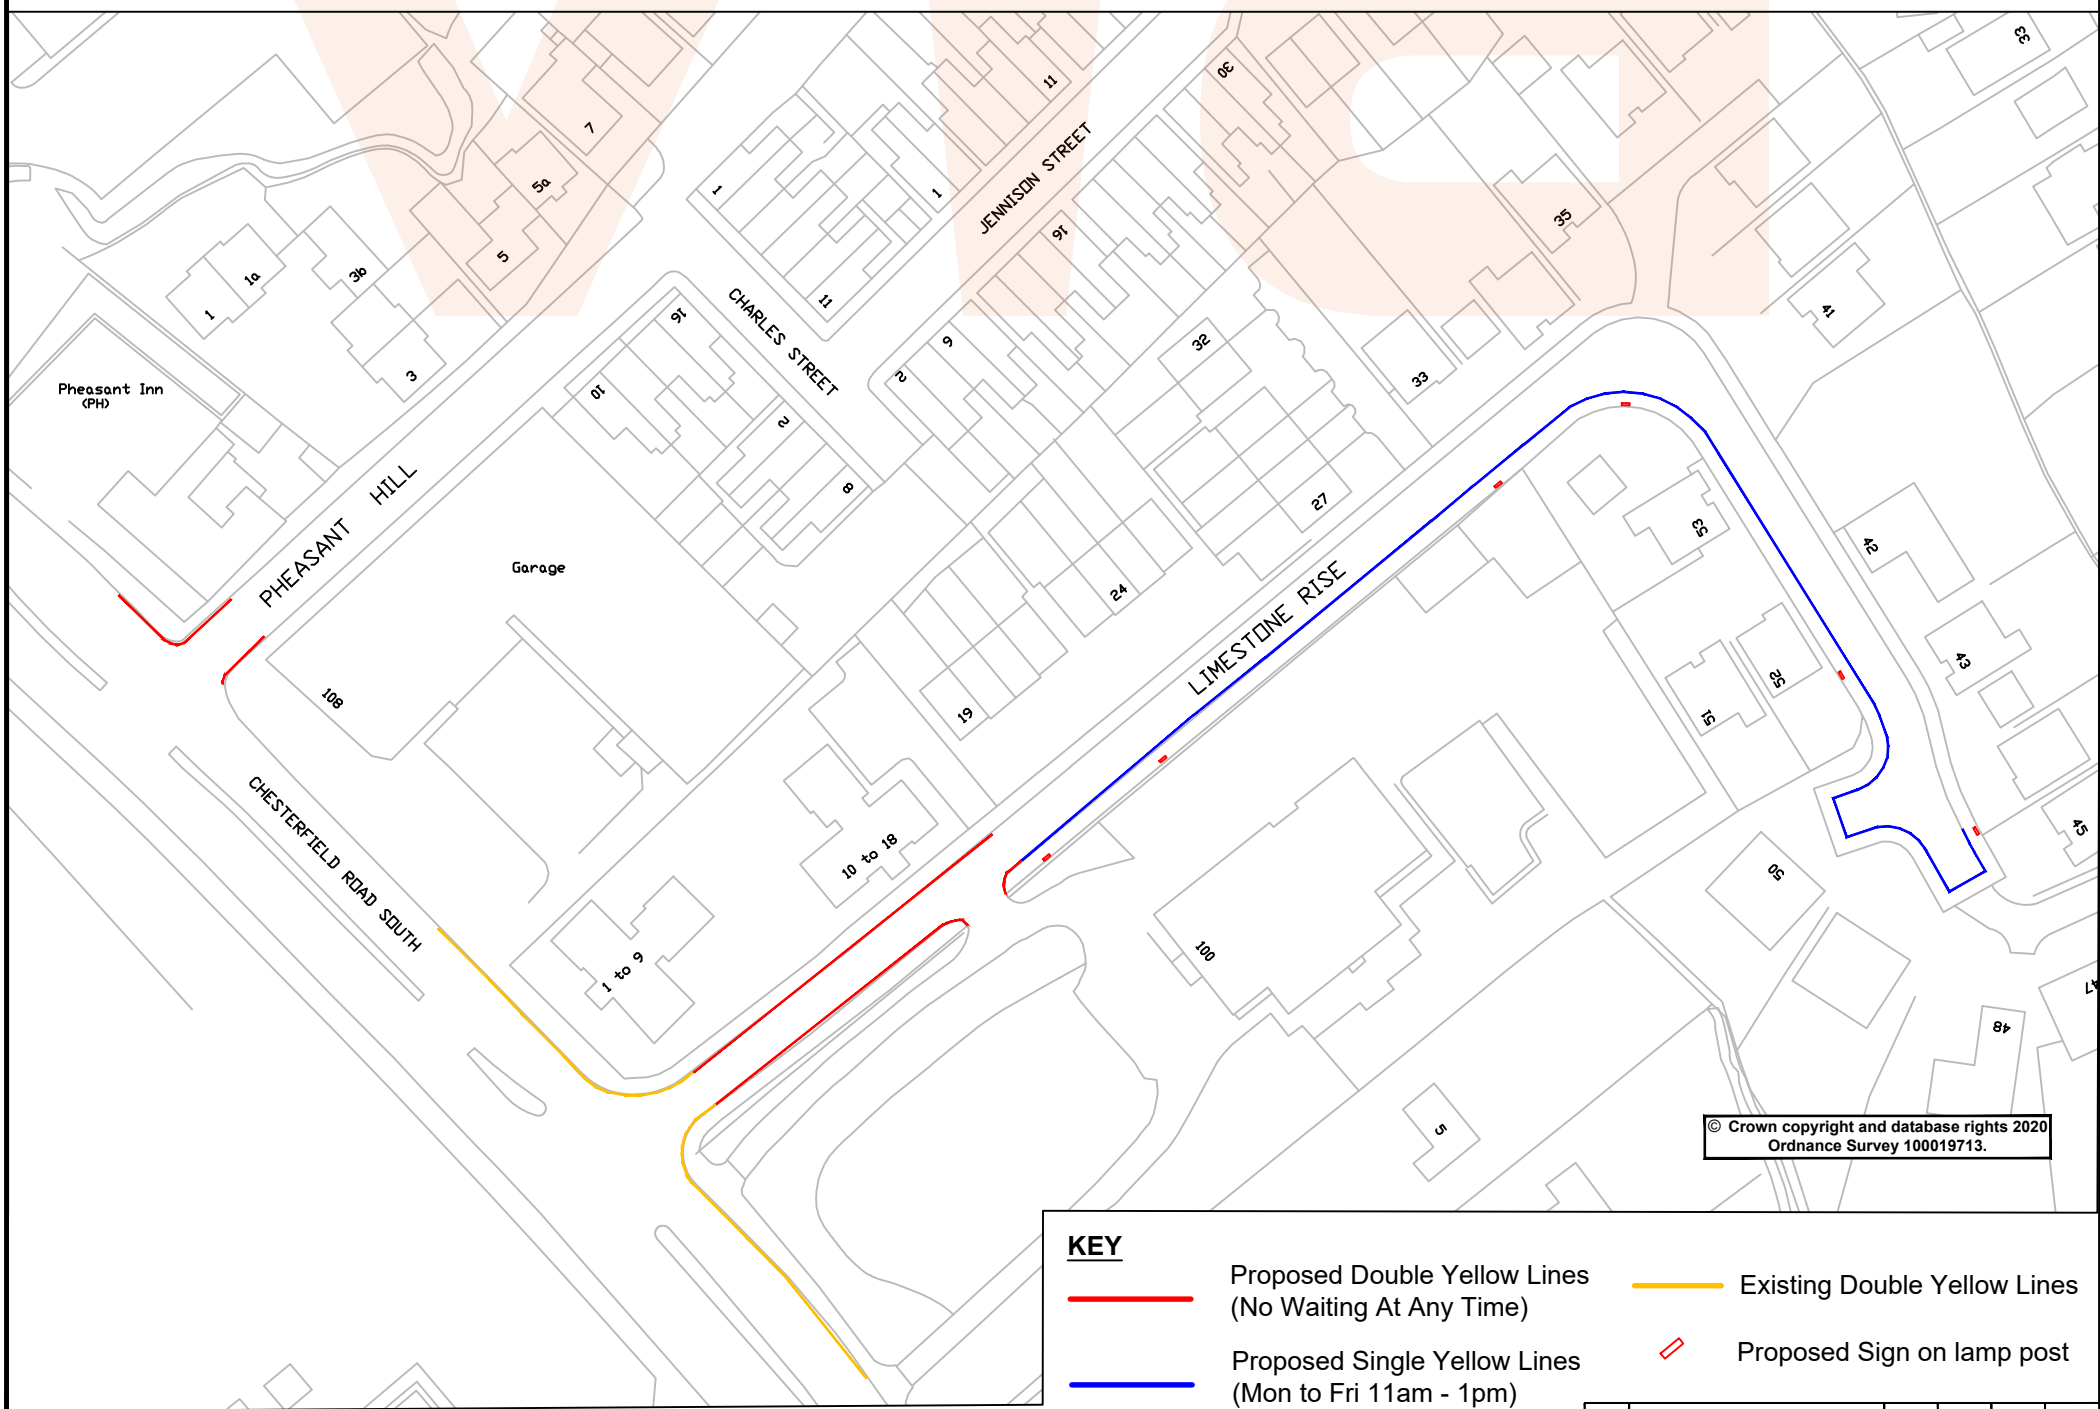 33
30
11
7
5a
1
1
JENNISON STREET
16
35
5
1a
3b
1
11
CHARLES STREET
16
9
2
32
41
33
3
Pheasant Inn
(PH)
10
2
8
27
PHEASANT HILL
Garage
24
LIMESTONE RISE
53
42
43
52
51
19
108
CHESTERFIELD ROAD SOUTH
10 to 18
45
50
1 to 9
100
47
48
5
© Crown copyright and database rights 2020
Ordnance Survey 100019713.
KEY
Proposed Double Yellow Lines
(No Waiting At Any Time)
Existing Double Yellow Lines
Proposed Single Yellow Lines
(Mon to Fri 11am - 1pm)
Proposed Sign on lamp post